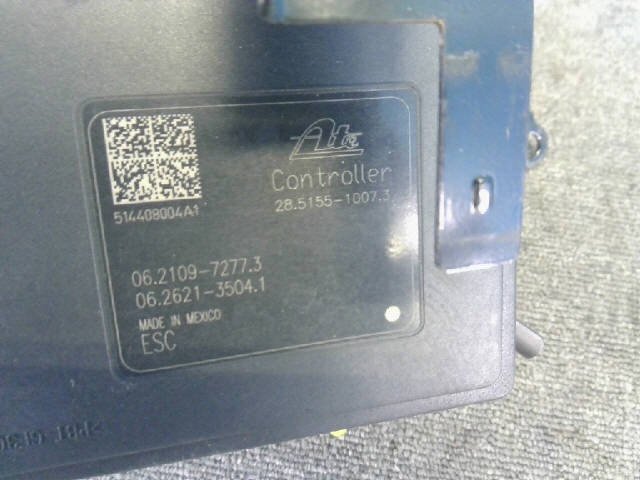 Ate
Controller
28.5155-1007.3
514408004A1
06.2109-7277.3
06.2621-3504.1
MADE IN MEXICO
ESC
>PBT